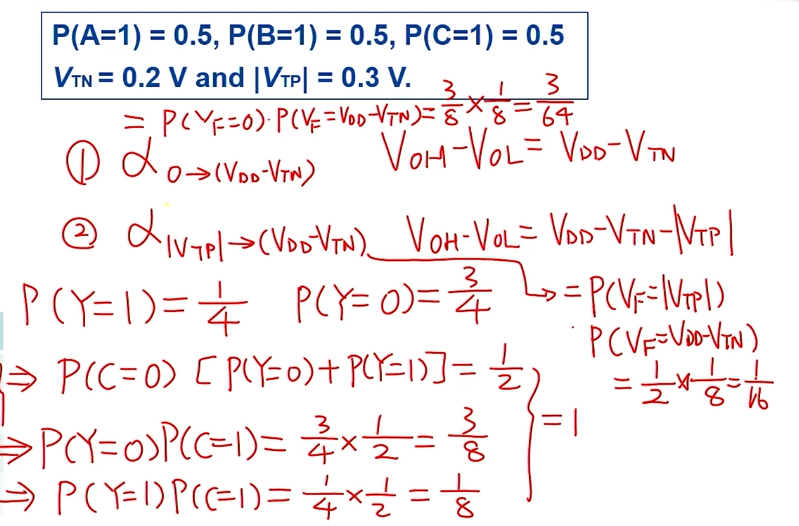 P(A=1) = 0.5, P(B=1) = 0.5, P(C=1) = 0.5
VTN = 0.2 V and |VTP| = 0.3 V.
= P(VF=0)·P(VF=VDD-VTN)= 3/8 × 1/8 = 3/64
① α0→(VDD-VTN) VOH-VOL= VDD-VTN
② α|VTP|→(VDD-VTN) VOH-VOL= VDD-VTN-|VTP|
P(Y=1)= 1/4 P(Y=0)= 3/4 → = P(VF=|VTP|)
· P(VF=VDD-VTN)
= 1/2 × 1/8 = 1/16
⇒ P(C=0) [P(Y=0)+P(Y=1)] = 1/2
⇒ P(Y=0)P(C=1)= 3/4 × 1/2 = 3/8 } = 1
⇒ P(Y=1)P(C=1)= 1/4 × 1/2 = 1/8